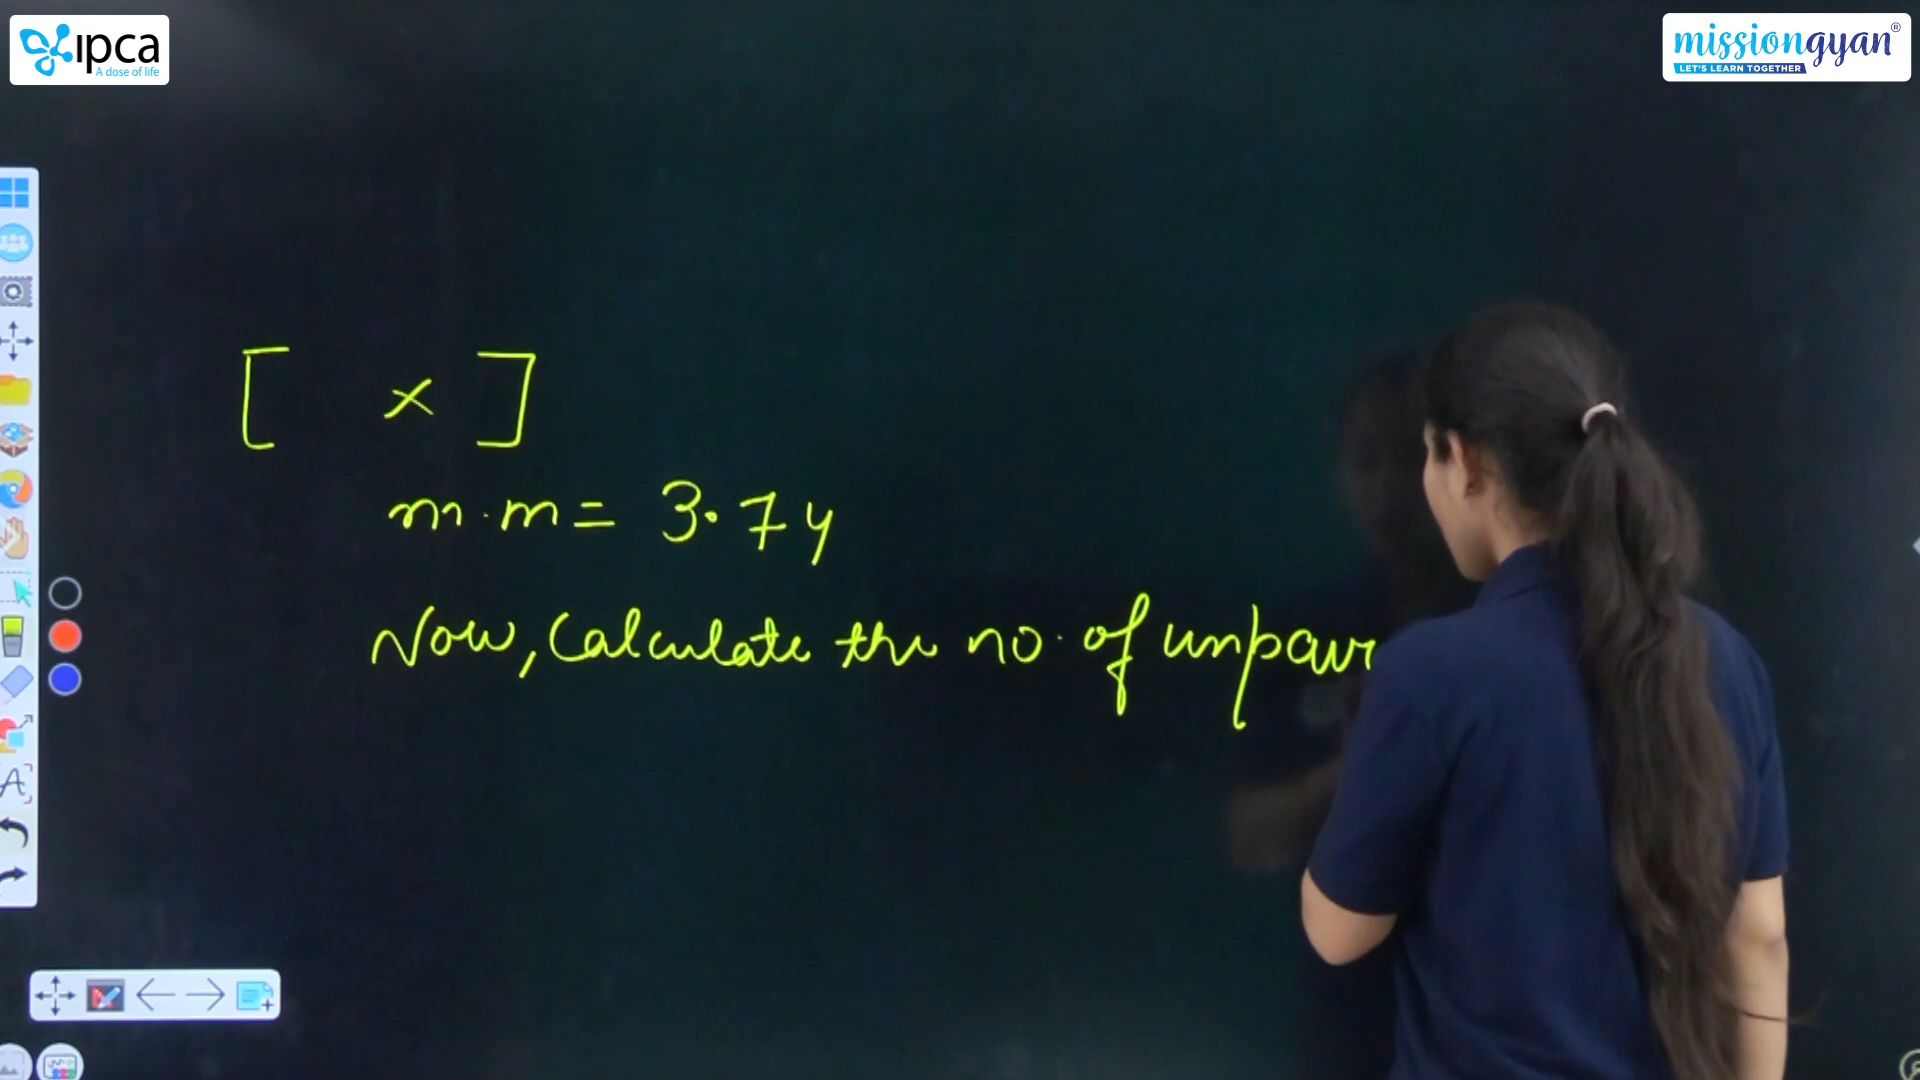 ipca
A dose of life
missiongyan®
LET'S LEARN TOGETHER
[ x ]
m.m = 3.74
Now, Calculate the no. of unpair